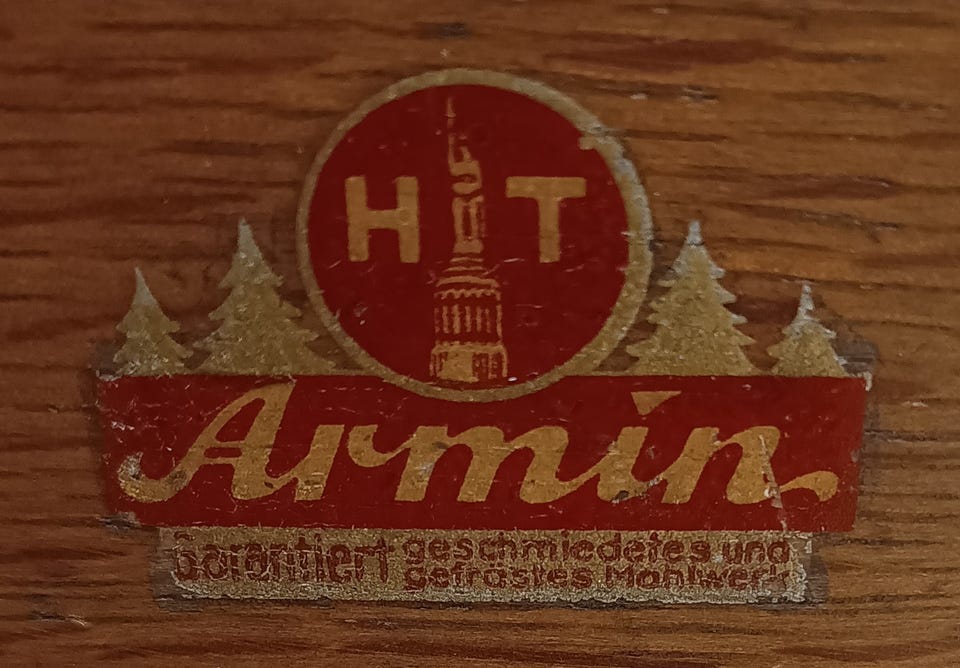 H T
Armin
Garantiert geschmiedetes und
gefrästes Mahlwerk